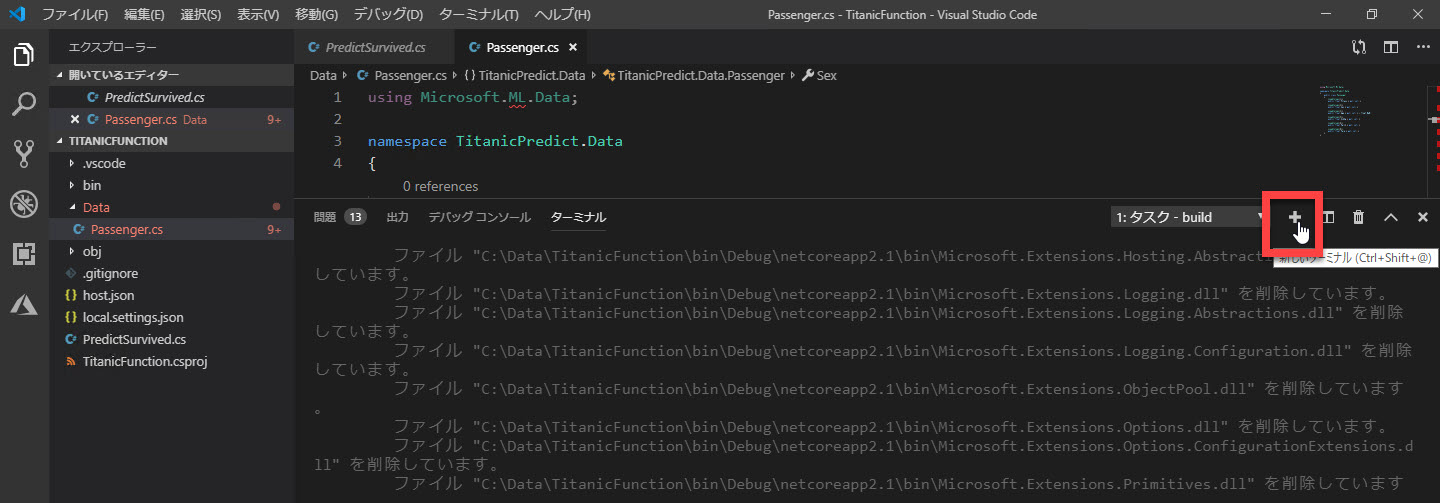 ファイル(F) 編集(E) 選択(S) 表示(V) 移動(G) デバッグ(D) ターミナル(T) ヘルプ(H) Passenger.cs - TitanicFunction - Visual Studio Code
エクスプローラー
開いているエディター
PredictSurvived.cs
Passenger.cs Data 9+
TITANICFUNCTION
.vscode
bin
Data
Passenger.cs 9+
obj
.gitignore
host.json
local.settings.json
PredictSurvived.cs
TitanicFunction.csproj
PredictSurvived.cs Passenger.cs
Data Passenger.cs {} TitanicPredict.Data TitanicPredict.Data.Passenger Sex
1 using Microsoft.ML.Data;
2
3 namespace TitanicPredict.Data
4 {
0 references
問題 13 出力 デバッグ コンソール ターミナル 1: タスク - build
新しいターミナル (Ctrl+Shift+@)
ファイル "C:\Data\TitanicFunction\bin\Debug\netcoreapp2.1\bin\Microsoft.Extensions.Hosting.Abstract
しています。
ファイル "C:\Data\TitanicFunction\bin\Debug\netcoreapp2.1\bin\Microsoft.Extensions.Logging.dll" を削除しています。
ファイル "C:\Data\TitanicFunction\bin\Debug\netcoreapp2.1\bin\Microsoft.Extensions.Logging.Abstractions.dll" を削除
しています。
ファイル "C:\Data\TitanicFunction\bin\Debug\netcoreapp2.1\bin\Microsoft.Extensions.Logging.Configuration.dll" を削除
しています。
ファイル "C:\Data\TitanicFunction\bin\Debug\netcoreapp2.1\bin\Microsoft.Extensions.ObjectPool.dll" を削除しています
。
ファイル "C:\Data\TitanicFunction\bin\Debug\netcoreapp2.1\bin\Microsoft.Extensions.Options.dll" を削除しています。
ファイル "C:\Data\TitanicFunction\bin\Debug\netcoreapp2.1\bin\Microsoft.Extensions.Options.ConfigurationExtensions.d
ll" を削除しています。
ファイル "C:\Data\TitanicFunction\bin\Debug\netcoreapp2.1\bin\Microsoft.Extensions.Primitives.dll" を削除しています